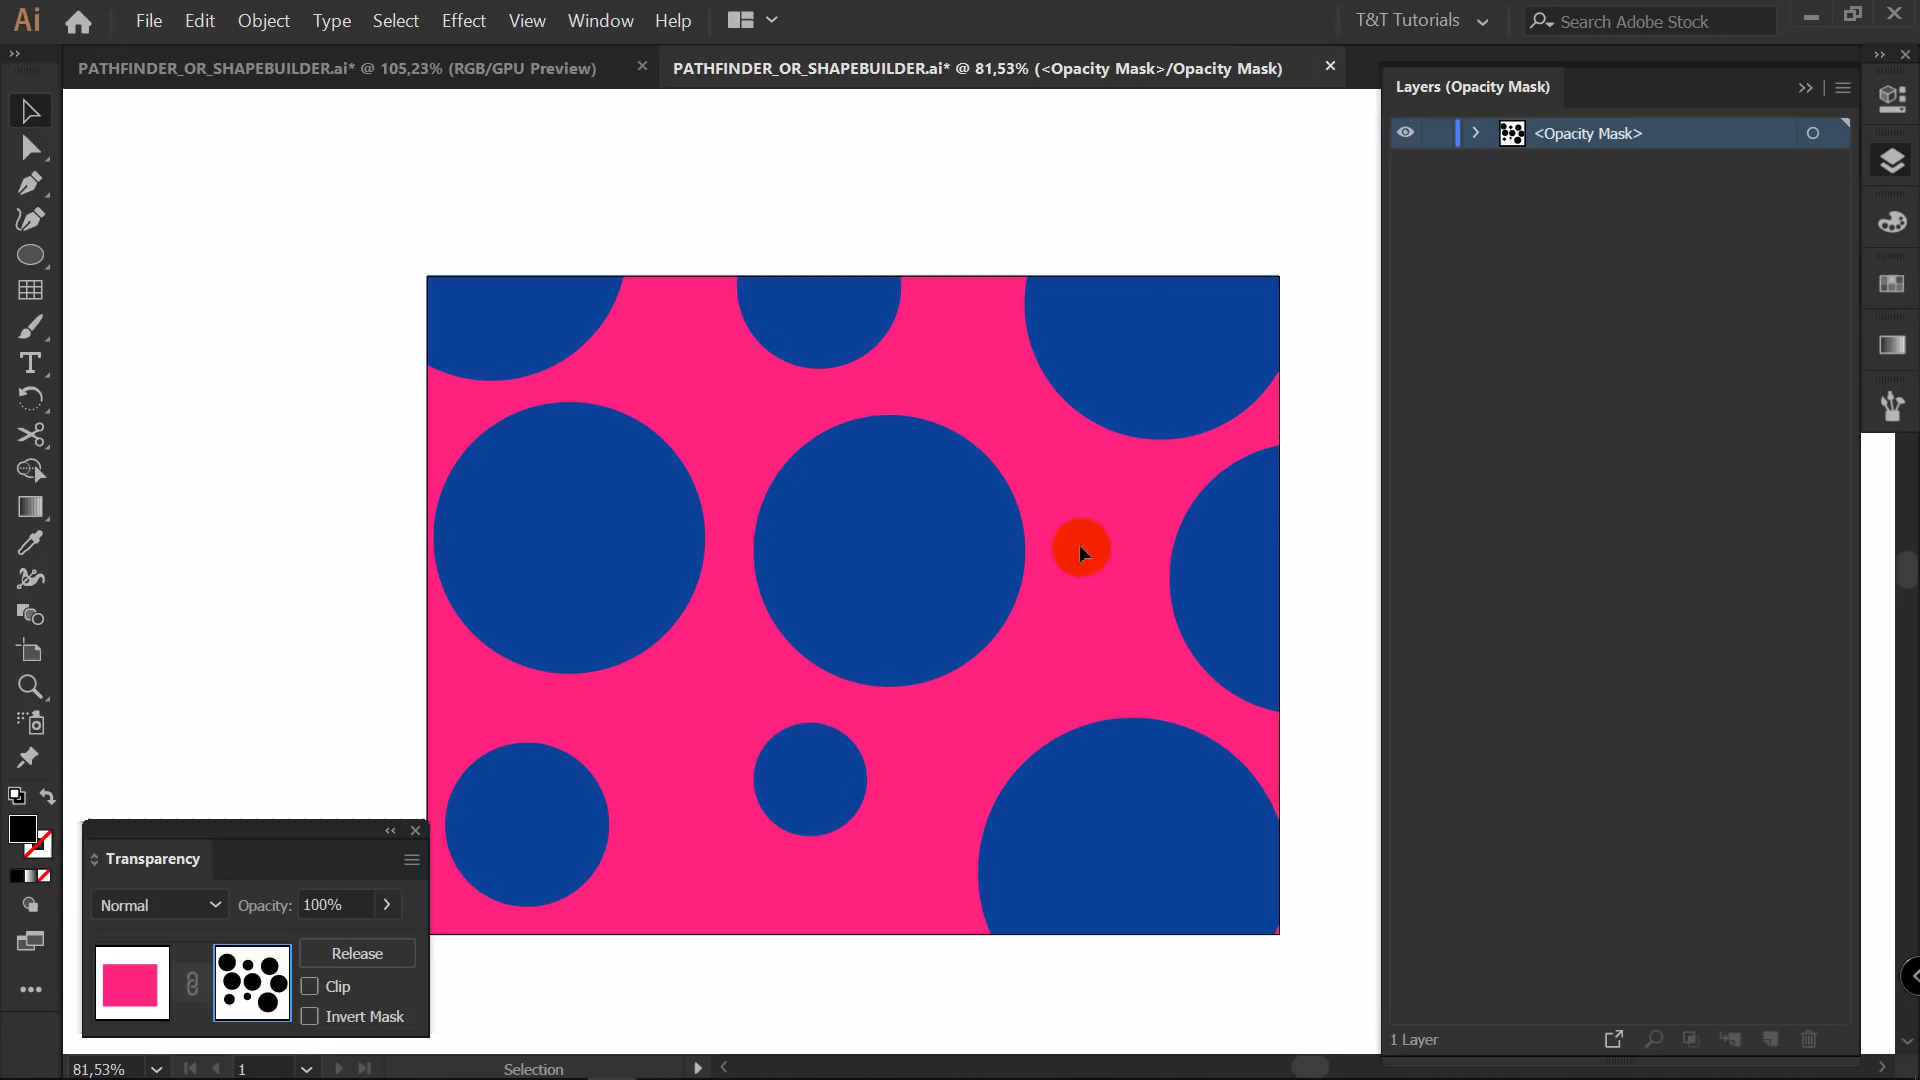 Ai File Edit Object Type Select Effect View Window Help T&T Tutorials Search Adobe Stock
PATHFINDER_OR_SHAPEBUILDER.ai* @ 105,23% (RGB/GPU Preview) PATHFINDER_OR_SHAPEBUILDER.ai* @ 81,53% (<Opacity Mask>/Opacity Mask)
Layers (Opacity Mask)
<Opacity Mask>
Transparency
Normal Opacity: 100%
Release
Clip
Invert Mask
1 Layer
81,53% 1 Selection